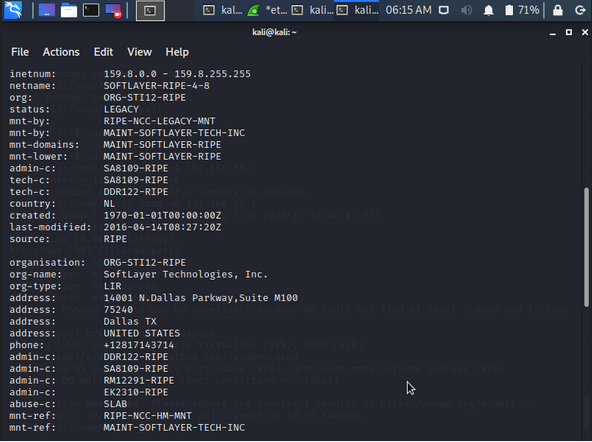 kali...
*et...
kali...
kali...
06:15 AM
71%
kali@kali: ~
File Actions Edit View Help
inetnum: 159.8.0.0 - 159.8.255.255
netname: SOFTLAYER-RIPE-4-8
org: ORG-STI12-RIPE
status: LEGACY
mnt-by: RIPE-NCC-LEGACY-MNT
mnt-by: MAINT-SOFTLAYER-TECH-INC
mnt-domains: MAINT-SOFTLAYER-RIPE
mnt-lower: MAINT-SOFTLAYER-RIPE
admin-c: SA8109-RIPE
tech-c: SA8109-RIPE
tech-c: DDR122-RIPE
country: NL
created: 1970-01-01T00:00:00Z
last-modified: 2016-04-14T08:27:20Z
source: RIPE
organisation: ORG-STI12-RIPE
org-name: SoftLayer Technologies, Inc.
org-type: LIR
address: 14001 N.Dallas Parkway,Suite M100
address: 75240
address: Dallas TX
address: UNITED STATES
phone: +12817143714
admin-c: DDR122-RIPE
admin-c: SA8109-RIPE
admin-c: RM12291-RIPE
admin-c: EK2310-RIPE
abuse-c: SLAB
mnt-ref: RIPE-NCC-HM-MNT
mnt-ref: MAINT-SOFTLAYER-TECH-INC